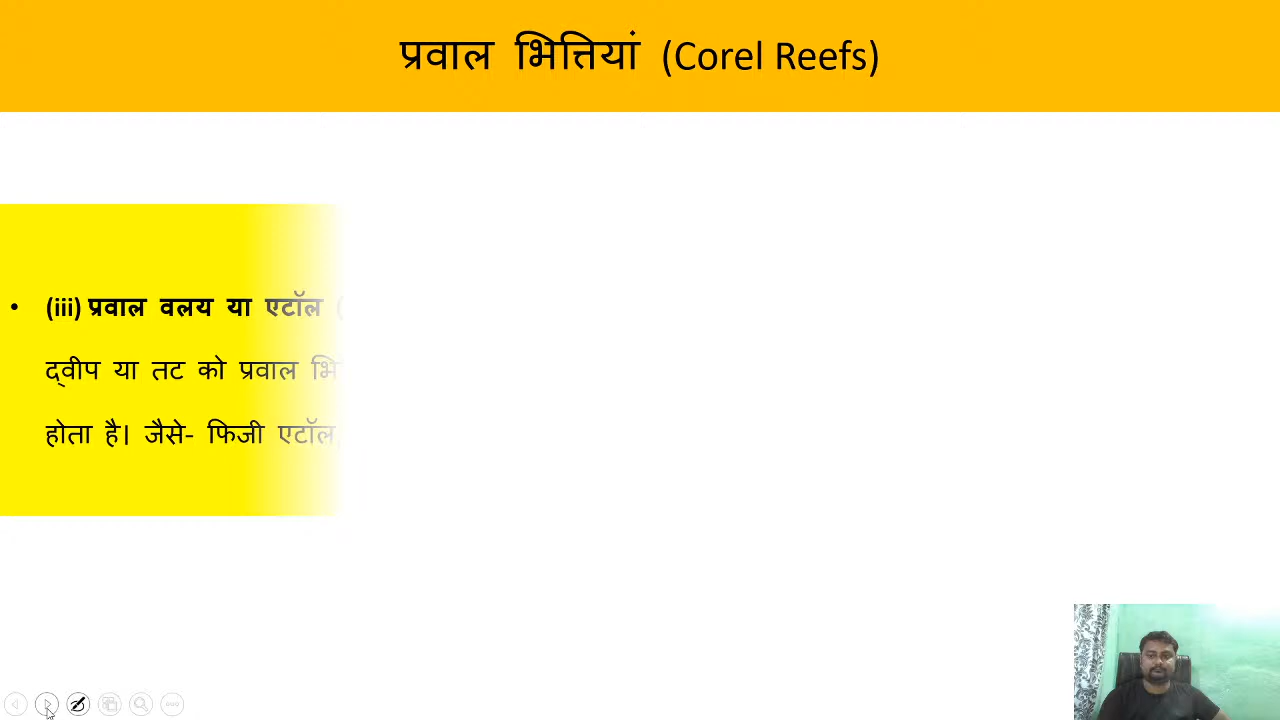 प्रवाल भित्तियां (Corel Reefs)
• (iii) प्रवाल वलय या एटॉल (
द्वीप या तट को प्रवाल
होता है। जैसे- फिजी एटॉल,